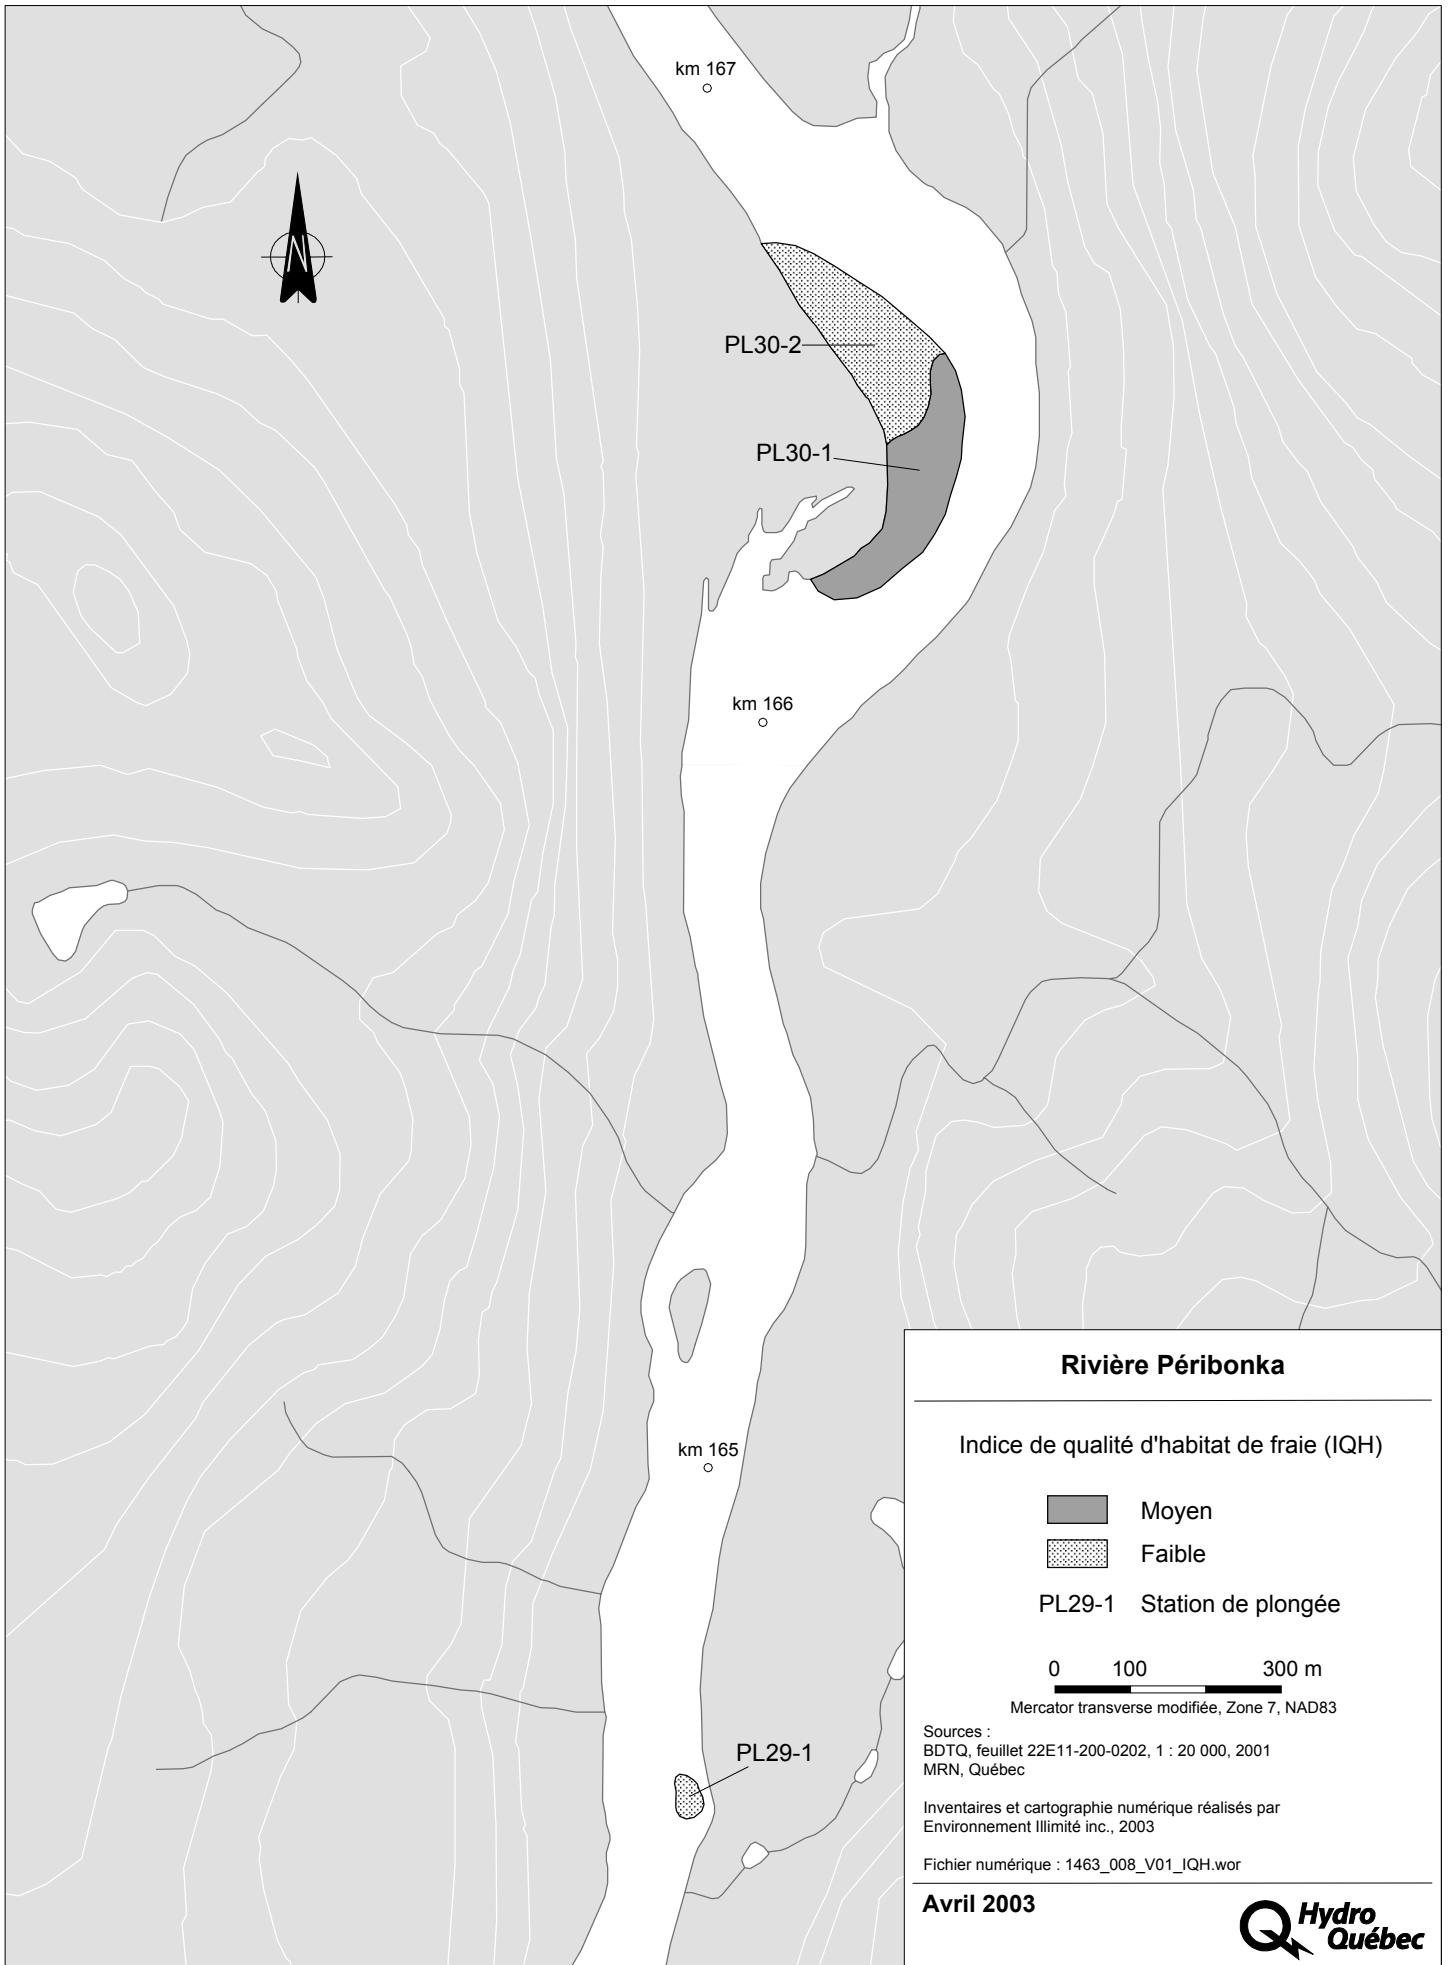 km 167
N
PL30-2
PL30-1
km 166
km 165
PL29-1
Rivière Péribonka
Indice de qualité d'habitat de fraie (IQH)
Moyen
Faible
PL29-1 Station de plongée
0 100 300 m
Mercator transverse modifiée, Zone 7, NAD83
Sources :
BDTQ, feuillet 22E11-200-0202, 1 : 20 000, 2001
MRN, Québec
Inventaires et cartographie numérique réalisés par
Environnement Illimité inc., 2003
Fichier numérique : 1463_008_V01_IQH.wor
Avril 2003
Hydro
Québec